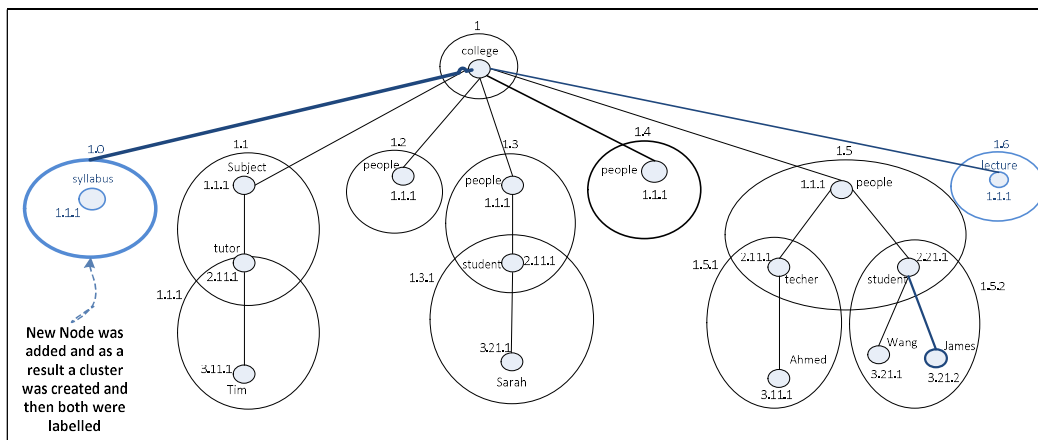 1
college
1.0
1.1
1.2
1.3
1.4
1.5
1.6
syllabus
1.1.1
Subject
1.1.1
people
1.1.1
people
1.1.1
people
1.1.1
people
1.1.1
lecture
1.1.1
tutor
2.11.1
1.1.1
student
2.11.1
1.3.1
2.11.1
techer
1.5.1
2.21.1
student
1.5.2
New Node was
added and as a
result a cluster
was created and
then both were
labelled
3.11.1
Tim
3.21.1
Sarah
Ahmed
3.11.1
Wang
3.21.1
James
3.21.2